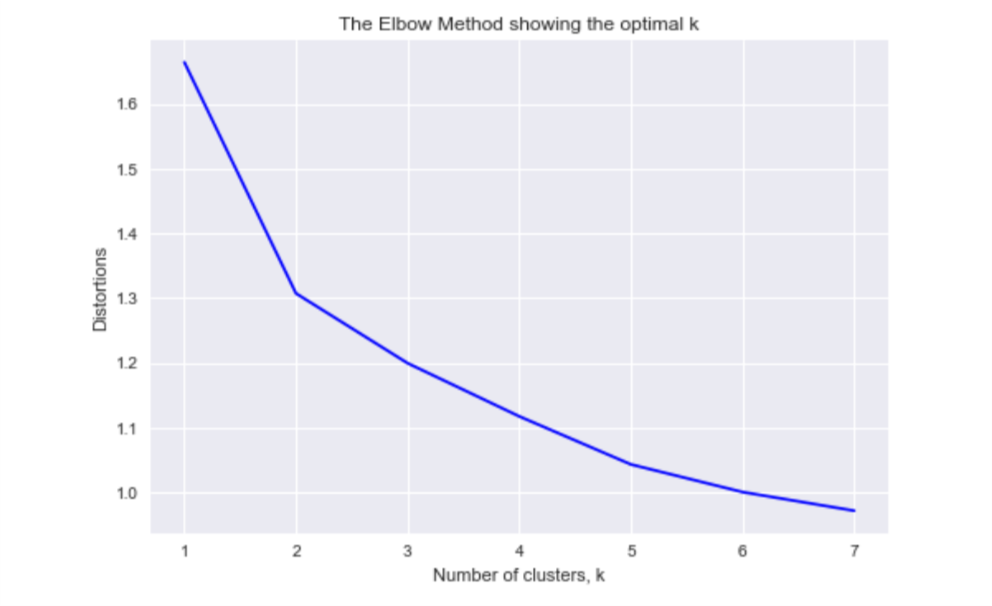 The Elbow Method showing the optimal k
1.6
1.5
1.4
1.3
1.2
1.1
1.0
Distortions
1 2 3 4 5 6 7
Number of clusters, k